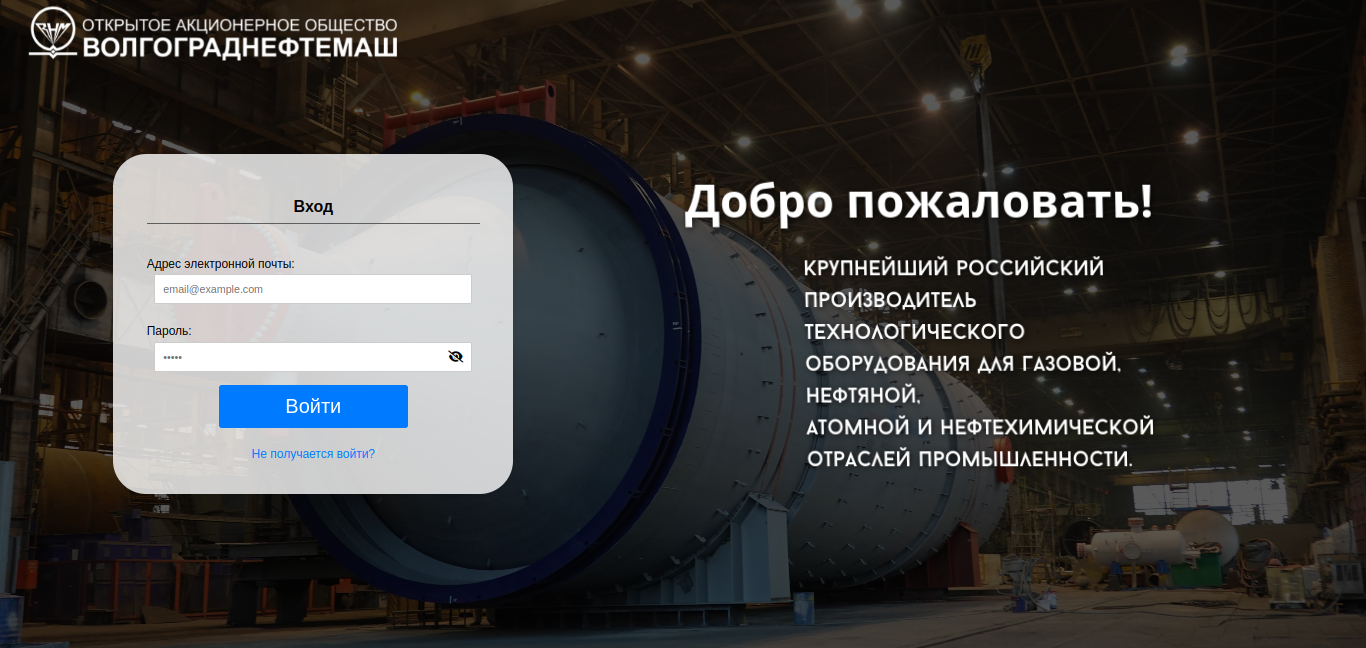 ОТКРЫТОЕ АКЦИОНЕРНОЕ ОБЩЕСТВО
ВОЛГОГРАДНЕФТЕМАШ
Вход
Адрес электронной почты:
email@example.com
Пароль:
•••••
Войти
Не получается войти?
Добро пожаловать!
КРУПНЕЙШИЙ РОССИЙСКИЙ
ПРОИЗВОДИТЕЛЬ
ТЕХНОЛОГИЧЕСКОГО
ОБОРУДОВАНИЯ ДЛЯ ГАЗОВОЙ,
НЕФТЯНОЙ,
АТОМНОЙ И НЕФТЕХИМИЧЕСКОЙ
ОТРАСЛЕЙ ПРОМЫШЛЕННОСТИ.